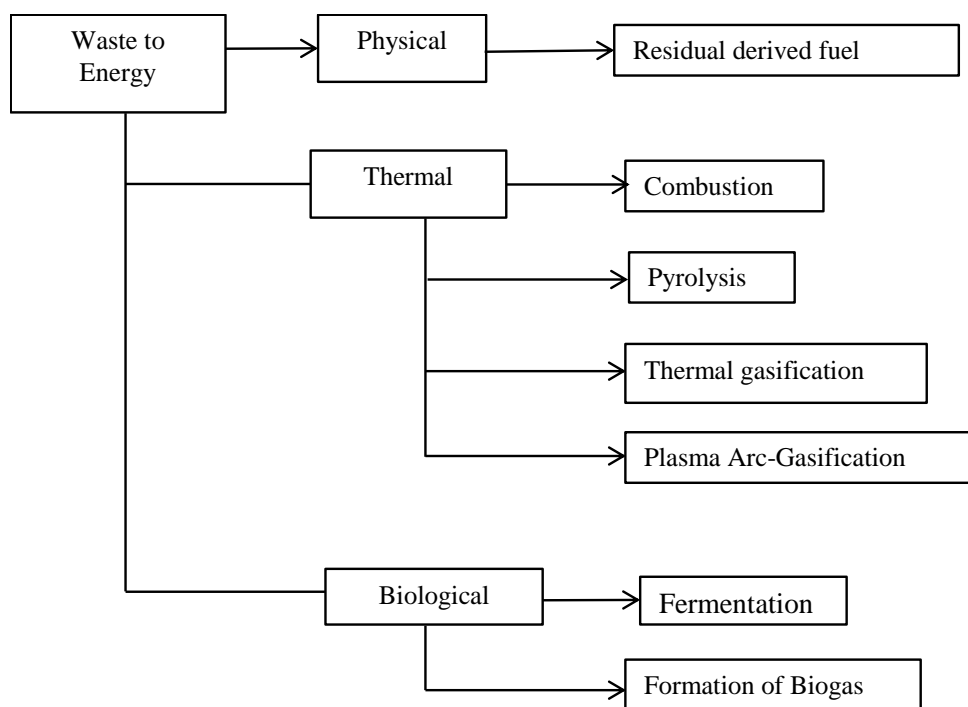 Waste to
Energy
Physical
Residual derived fuel
Thermal
Combustion
Pyrolysis
Thermal gasification
Plasma Arc-Gasification
Biological
Fermentation
Formation of Biogas